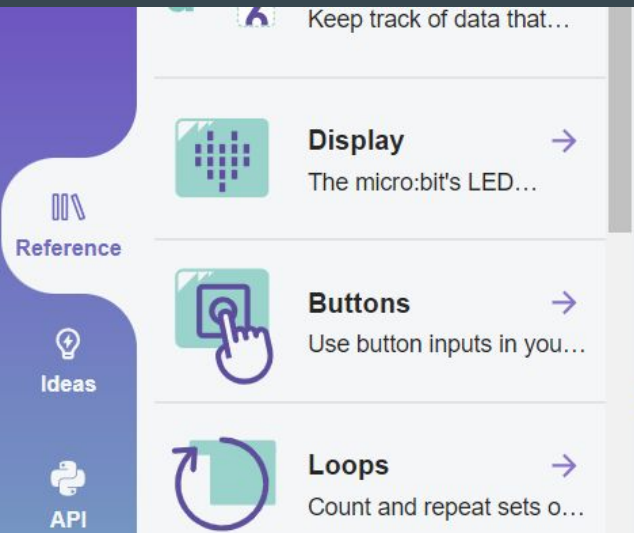 Keep track of data that…
Display
The micro:bit's LED…
Reference
Buttons
Use button inputs in you…
Ideas
Loops
Count and repeat sets o…
API